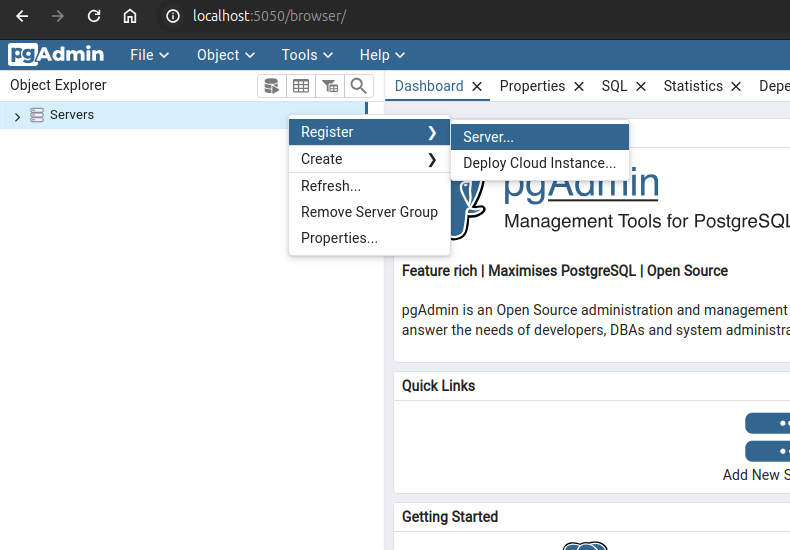 localhost:5050/browser/
pgAdmin File Object Tools Help
Object Explorer
Dashboard Properties SQL Statistics Depe
Servers
Register
Create
Refresh...
Remove Server Group
Properties...
Server...
Deploy Cloud Instance...
pgAdmin
Management Tools for PostgreSQL
Feature rich | Maximises PostgreSQL | Open Source
pgAdmin is an Open Source administration and management
answer the needs of developers, DBAs and system administra
Quick Links
Add New S
Getting Started